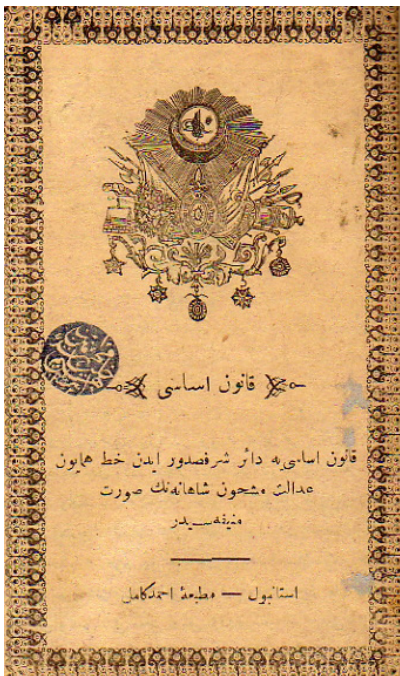 قانون اساسی
قانون اساسی‌یه دائر شرفصدور ایدن خط همایون
عدالت مشحون شاهانه‌نك صورت
منیفه‌سیدر
استانبول — مطبعهٔ احمد کامل